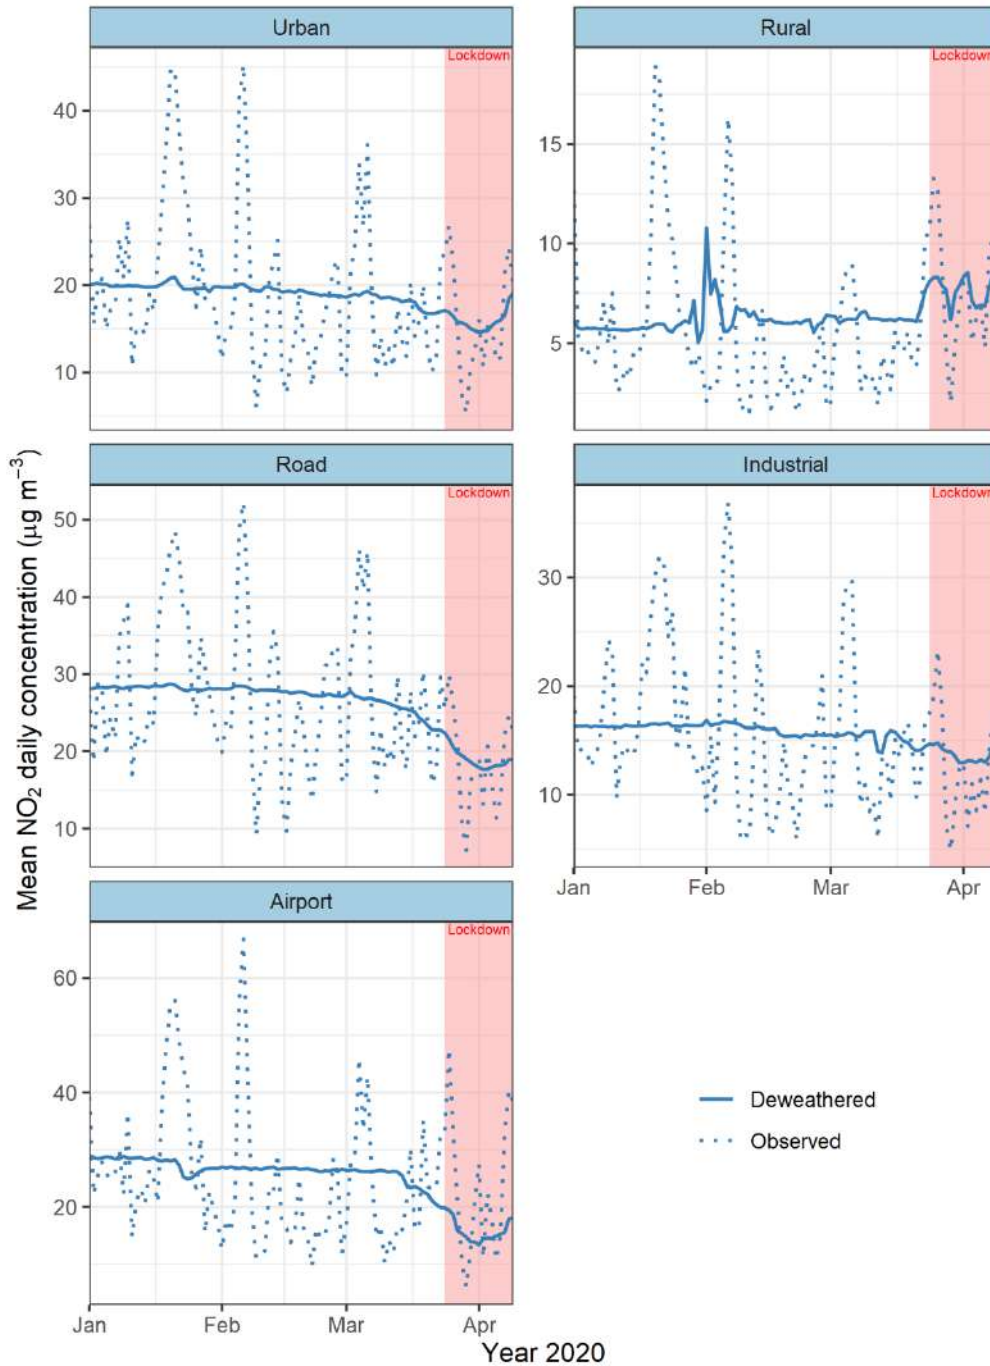 Urban
Rural
Lockdown
Lockdown
40
30
20
10
15
10
5
Road
Industrial
Lockdown
Lockdown
50
40
30
20
10
30
20
10
Jan Feb Mar Apr
Airport
Lockdown
60
40
20
Jan Feb Mar Apr
Mean NO₂ daily concentration (μg m⁻³)
Year 2020
Deweathered
Observed